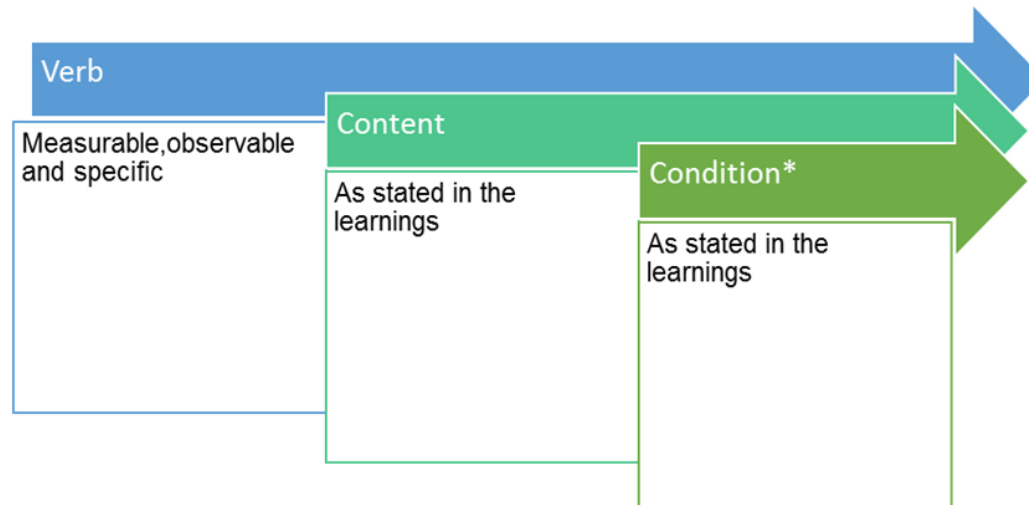 Verb
Measurable,observable
and specific
Content
As stated in the
learnings
Condition*
As stated in the
learnings